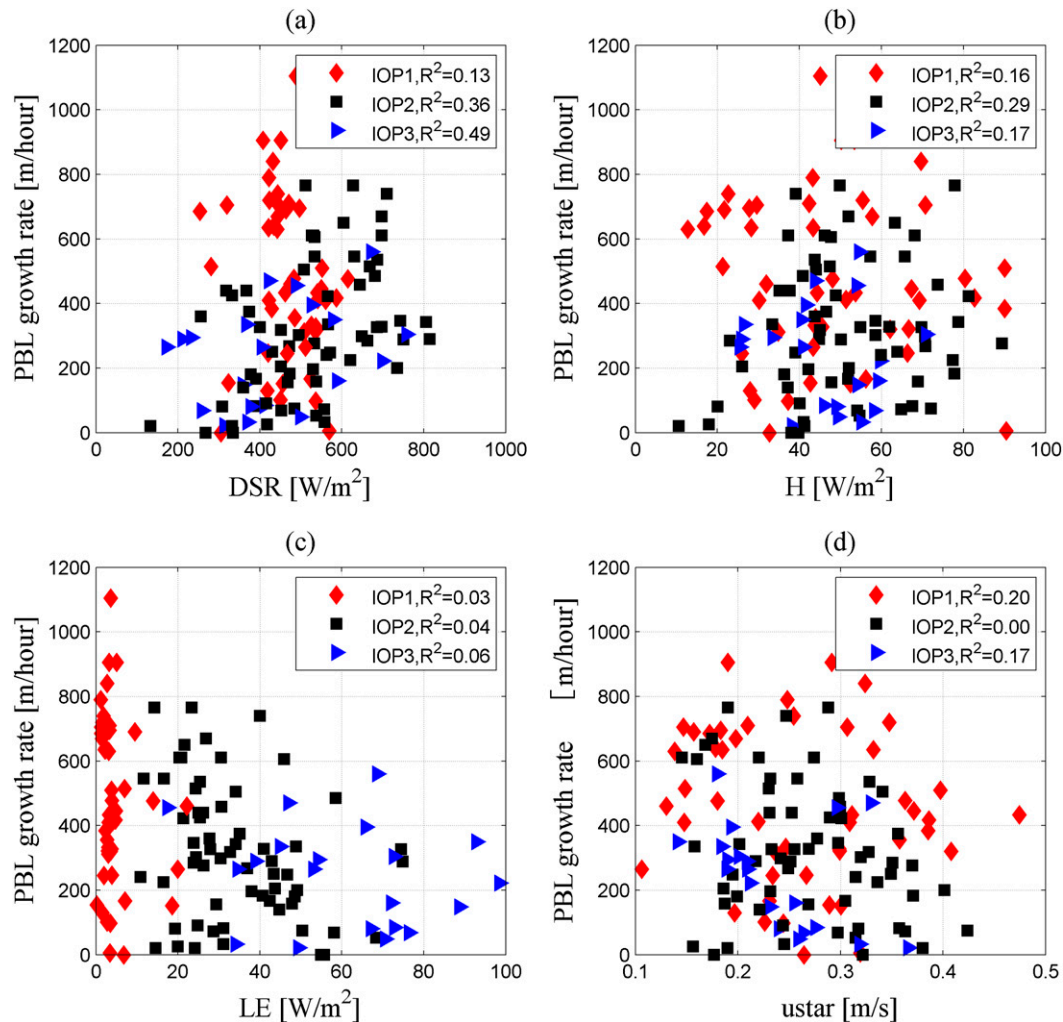 (a)
1200
1000
800
600
400
200
0
PBL growth rate [m/hour]
IOP1,R²=0.13
IOP2,R²=0.36
IOP3,R²=0.49
0 200 400 600 800 1000
DSR [W/m²]
(b)
1200
1000
800
600
400
200
0
PBL growth rate [m/hour]
IOP1,R²=0.16
IOP2,R²=0.29
IOP3,R²=0.17
0 20 40 60 80 100
H [W/m²]
(c)
1200
1000
800
600
400
200
0
PBL growth rate [m/hour]
IOP1,R²=0.03
IOP2,R²=0.04
IOP3,R²=0.06
0 20 40 60 80 100
LE [W/m²]
(d)
1200
1000
800
600
400
200
0
PBL growth rate [m/hour]
IOP1,R²=0.20
IOP2,R²=0.00
IOP3,R²=0.17
0.1 0.2 0.3 0.4 0.5
ustar [m/s]